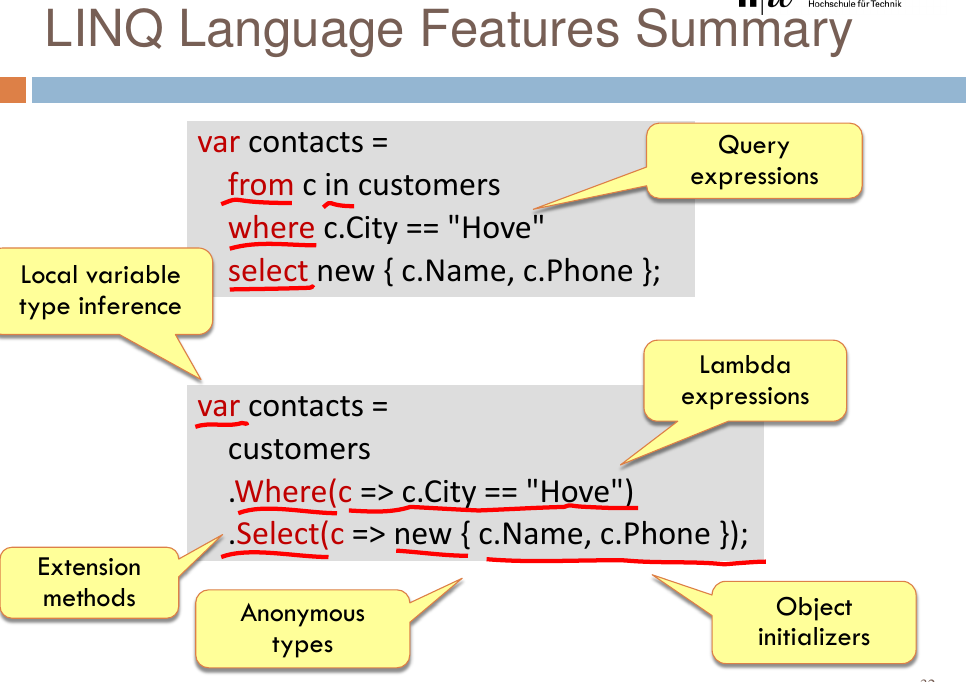 Hochschule für Technik
LINQ Language Features Summary
var contacts =
from c in customers
where c.City == "Hove"
select new { c.Name, c.Phone };
Query
expressions
Local variable
type inference
var contacts =
customers
.Where(c => c.City == "Hove")
.Select(c => new { c.Name, c.Phone });
Lambda
expressions
Extension
methods
Anonymous
types
Object
initializers